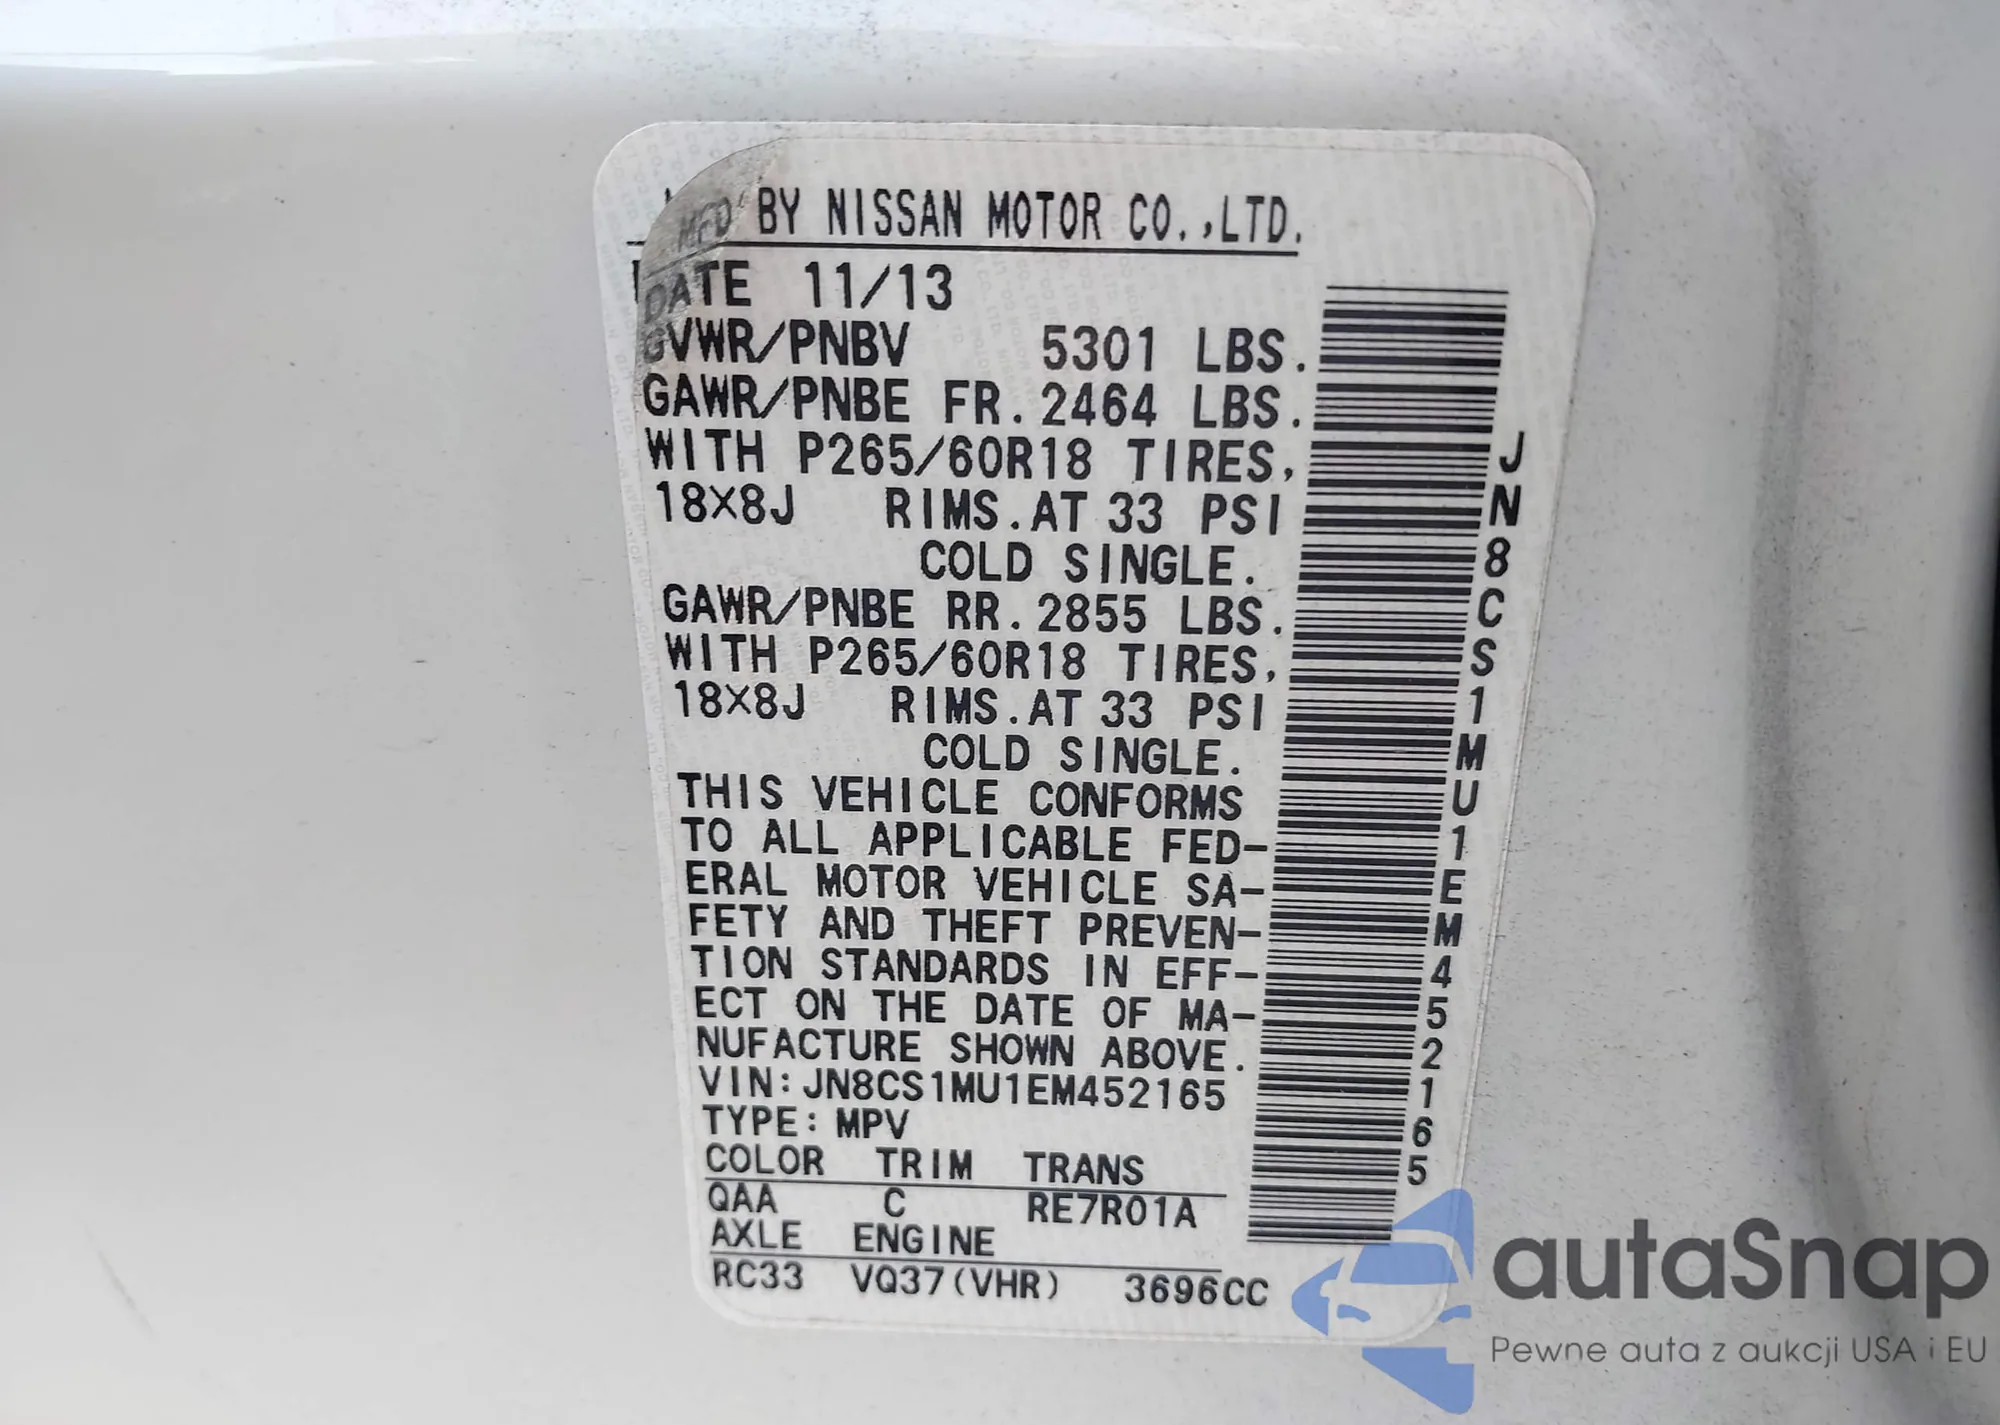 MFD BY NISSAN MOTOR CO.,LTD.
DATE 11/13
GVWR/PNBV 5301 LBS.
GAWR/PNBE FR. 2464 LBS.
WITH P265/60R18 TIRES,
18X8J RIMS.AT 33 PSI
COLD SINGLE.
GAWR/PNBE RR. 2855 LBS.
WITH P265/60R18 TIRES,
18X8J RIMS.AT 33 PSI
COLD SINGLE.
THIS VEHICLE CONFORMS
TO ALL APPLICABLE FED-
ERAL MOTOR VEHICLE SA-
FETY AND THEFT PREVEN-
TION STANDARDS IN EFF-
ECT ON THE DATE OF MA-
NUFACTURE SHOWN ABOVE.
VIN: JN8CS1MU1EM452165
TYPE: MPV
COLOR TRIM TRANS
QAA C RE7R01A
AXLE ENGINE
RC33 VQ37(VHR) 3696CC
JN8CS1MU1EM452165
autaSnap
Pewne auta z aukcji USA i EU